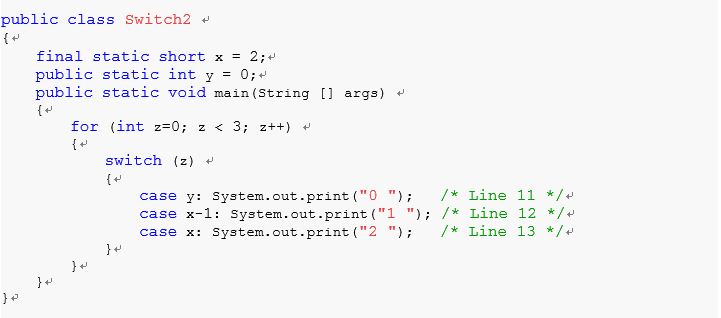 public class Switch2
{
final static short x = 2;
public static int y = 0;
public static void main(String [] args)
{
for (int z=0; z < 3; z++)
{
switch (z)
{
case y: System.out.print("0 "); /* Line 11 */
case x-1: System.out.print("1 "); /* Line 12 */
case x: System.out.print("2 "); /* Line 13 */
}
}
}
}